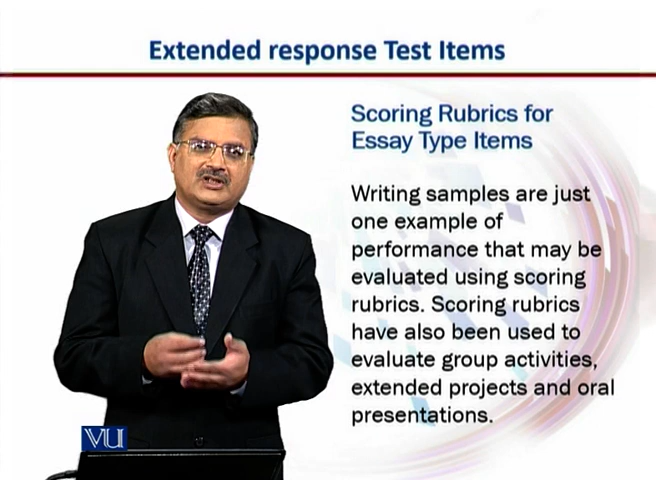 Extended response Test Items
Scoring Rubrics for
Essay Type Items
Writing samples are just
one example of
performance that may be
evaluated using scoring
rubrics. Scoring rubrics
have also been used to
evaluate group activities,
extended projects and oral
presentations.
VU